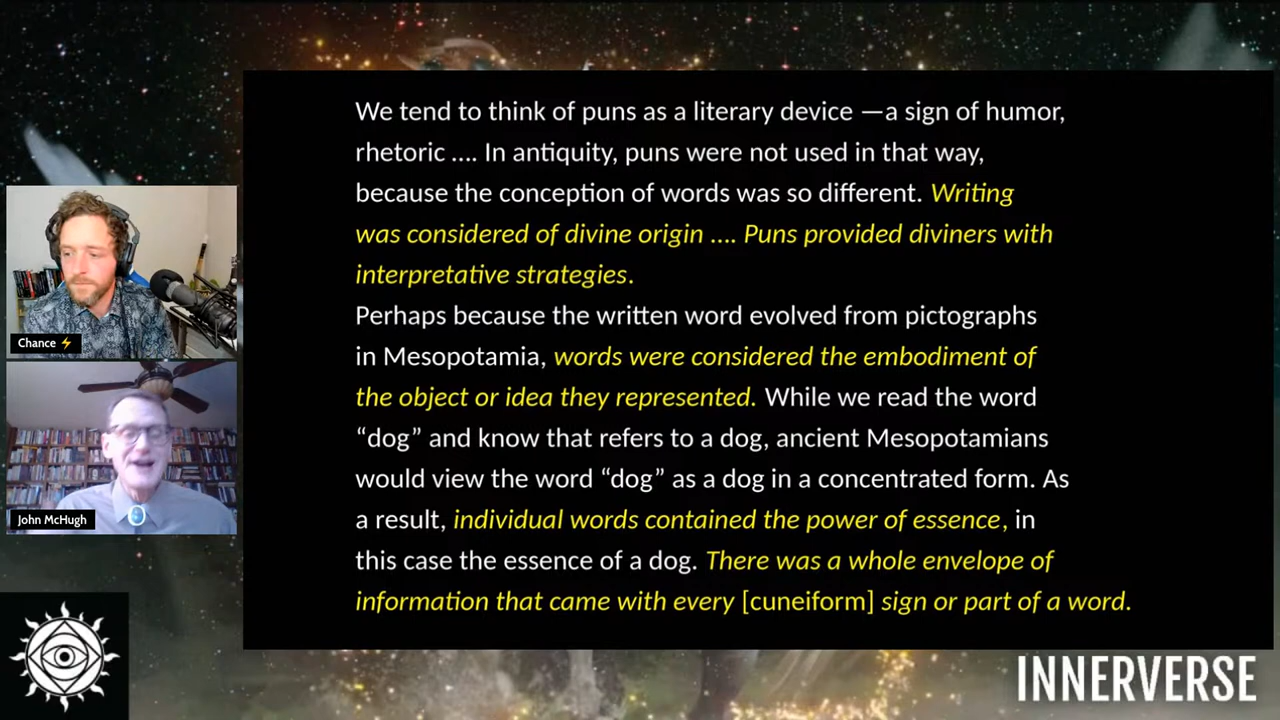 We tend to think of puns as a literary device —a sign of humor,
rhetoric .... In antiquity, puns were not used in that way,
because the conception of words was so different. Writing
was considered of divine origin .... Puns provided diviners with
interpretative strategies.
Perhaps because the written word evolved from pictographs
in Mesopotamia, words were considered the embodiment of
the object or idea they represented. While we read the word
“dog” and know that refers to a dog, ancient Mesopotamians
would view the word “dog” as a dog in a concentrated form. As
a result, individual words contained the power of essence, in
this case the essence of a dog. There was a whole envelope of
information that came with every [cuneiform] sign or part of a word.
Chance ⚡
John McHugh
INNERVERSE